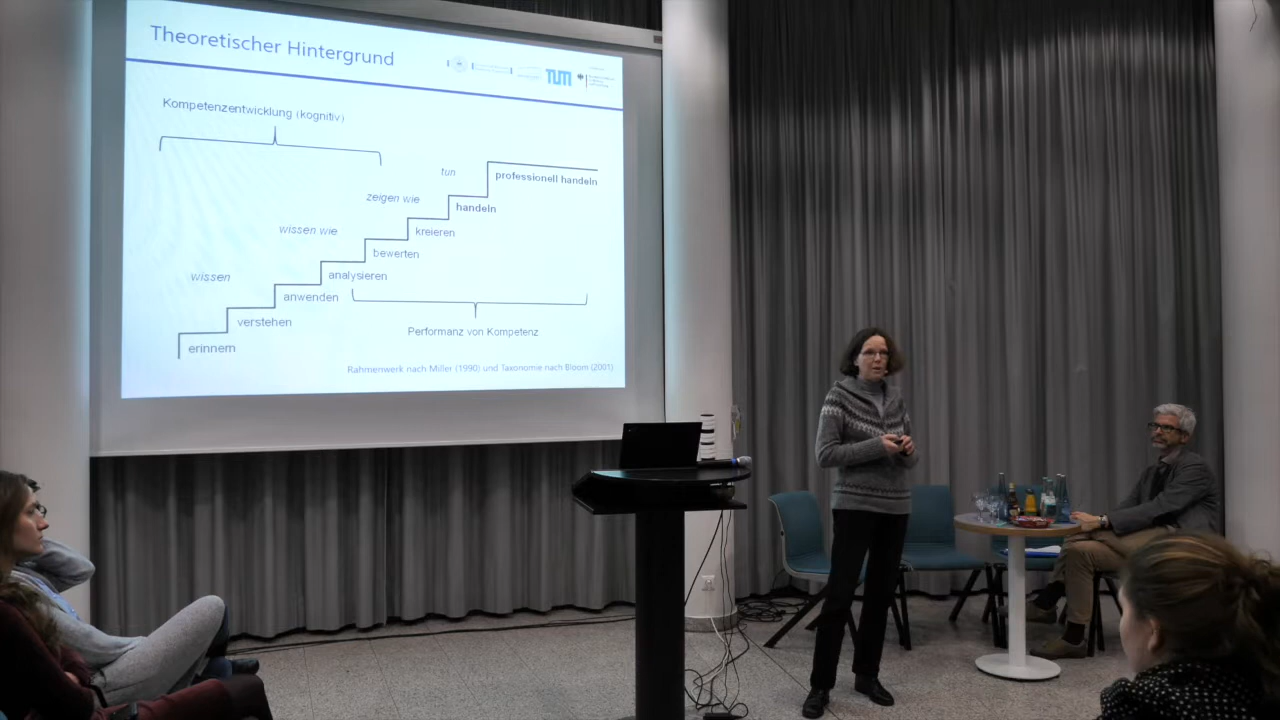 Theoretischer Hintergrund
TUM
Kompetenzentwicklung (kognitiv)
tun
professionell handeln
zeigen wie
handeln
wissen wie
kreieren
bewerten
wissen
analysieren
anwenden
verstehen
Performanz von Kompetenz
erinnern
Rahmenwerk nach Miller (1990) und Taxonomie nach Bloom (2001)